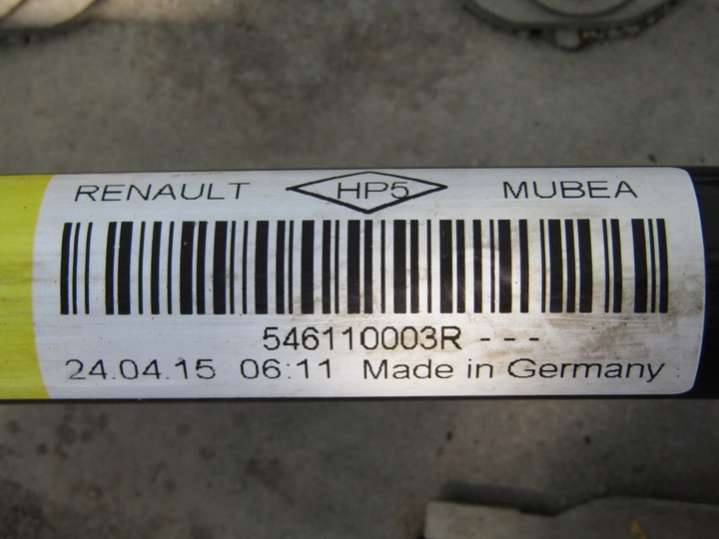 RENAULT HP5 MUBEA
546110003R - - -
24.04.15 06:11 Made in Germany